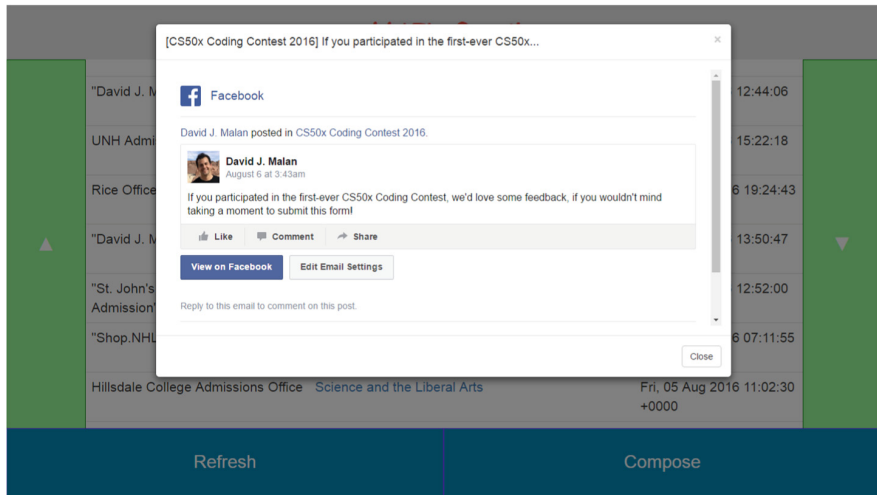 [CS50x Coding Contest 2016] If you participated in the first-ever CS50x...
×
Facebook
David J. Malan posted in CS50x Coding Contest 2016.
David J. Malan
August 6 at 3:43am
If you participated in the first-ever CS50x Coding Contest, we'd love some feedback, if you wouldn't mind
taking a moment to submit this form!
Like Comment Share
View on Facebook Edit Email Settings
Reply to this email to comment on this post.
Close
"David J. 12:44:06
UNH Admi 15:22:18
Rice Office 19:24:43
"David J. 13:50:47
"St. John's 12:52:00
Admission"
"Shop.NHL 07:11:55
Hillsdale College Admissions Office Science and the Liberal Arts Fri, 05 Aug 2016 11:02:30
+0000
Refresh Compose